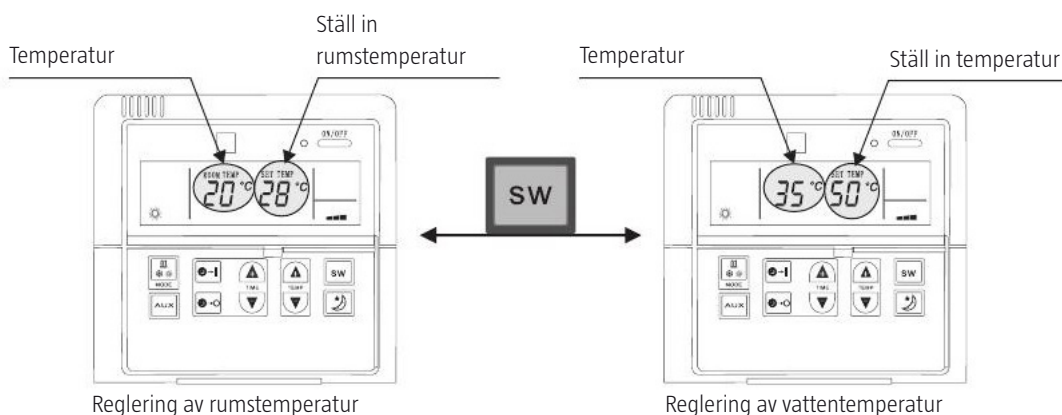 Ställ in
Temperatur
rumstemperatur
Temperatur
Ställ in temperatur
ON/OFF
ROOM TEMP
20 °C
SET TEMP
28 °C
MODE
AUX
TIME
TEMP
SW
SW
ON/OFF
35 °C
SET TEMP
50 °C
MODE
AUX
TIME
TEMP
SW
Reglering av rumstemperatur
Reglering av vattentemperatur